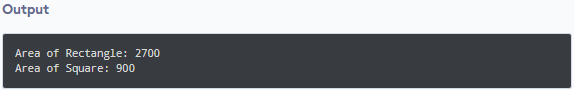 Output
Area of Rectangle: 2700
Area of Square: 900